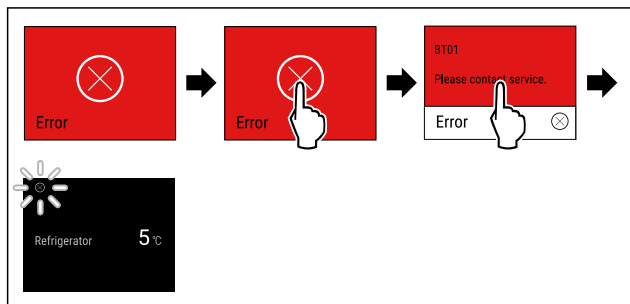 Error
Error
BT01
Please contact service.
Error
Refrigerator 5 °C